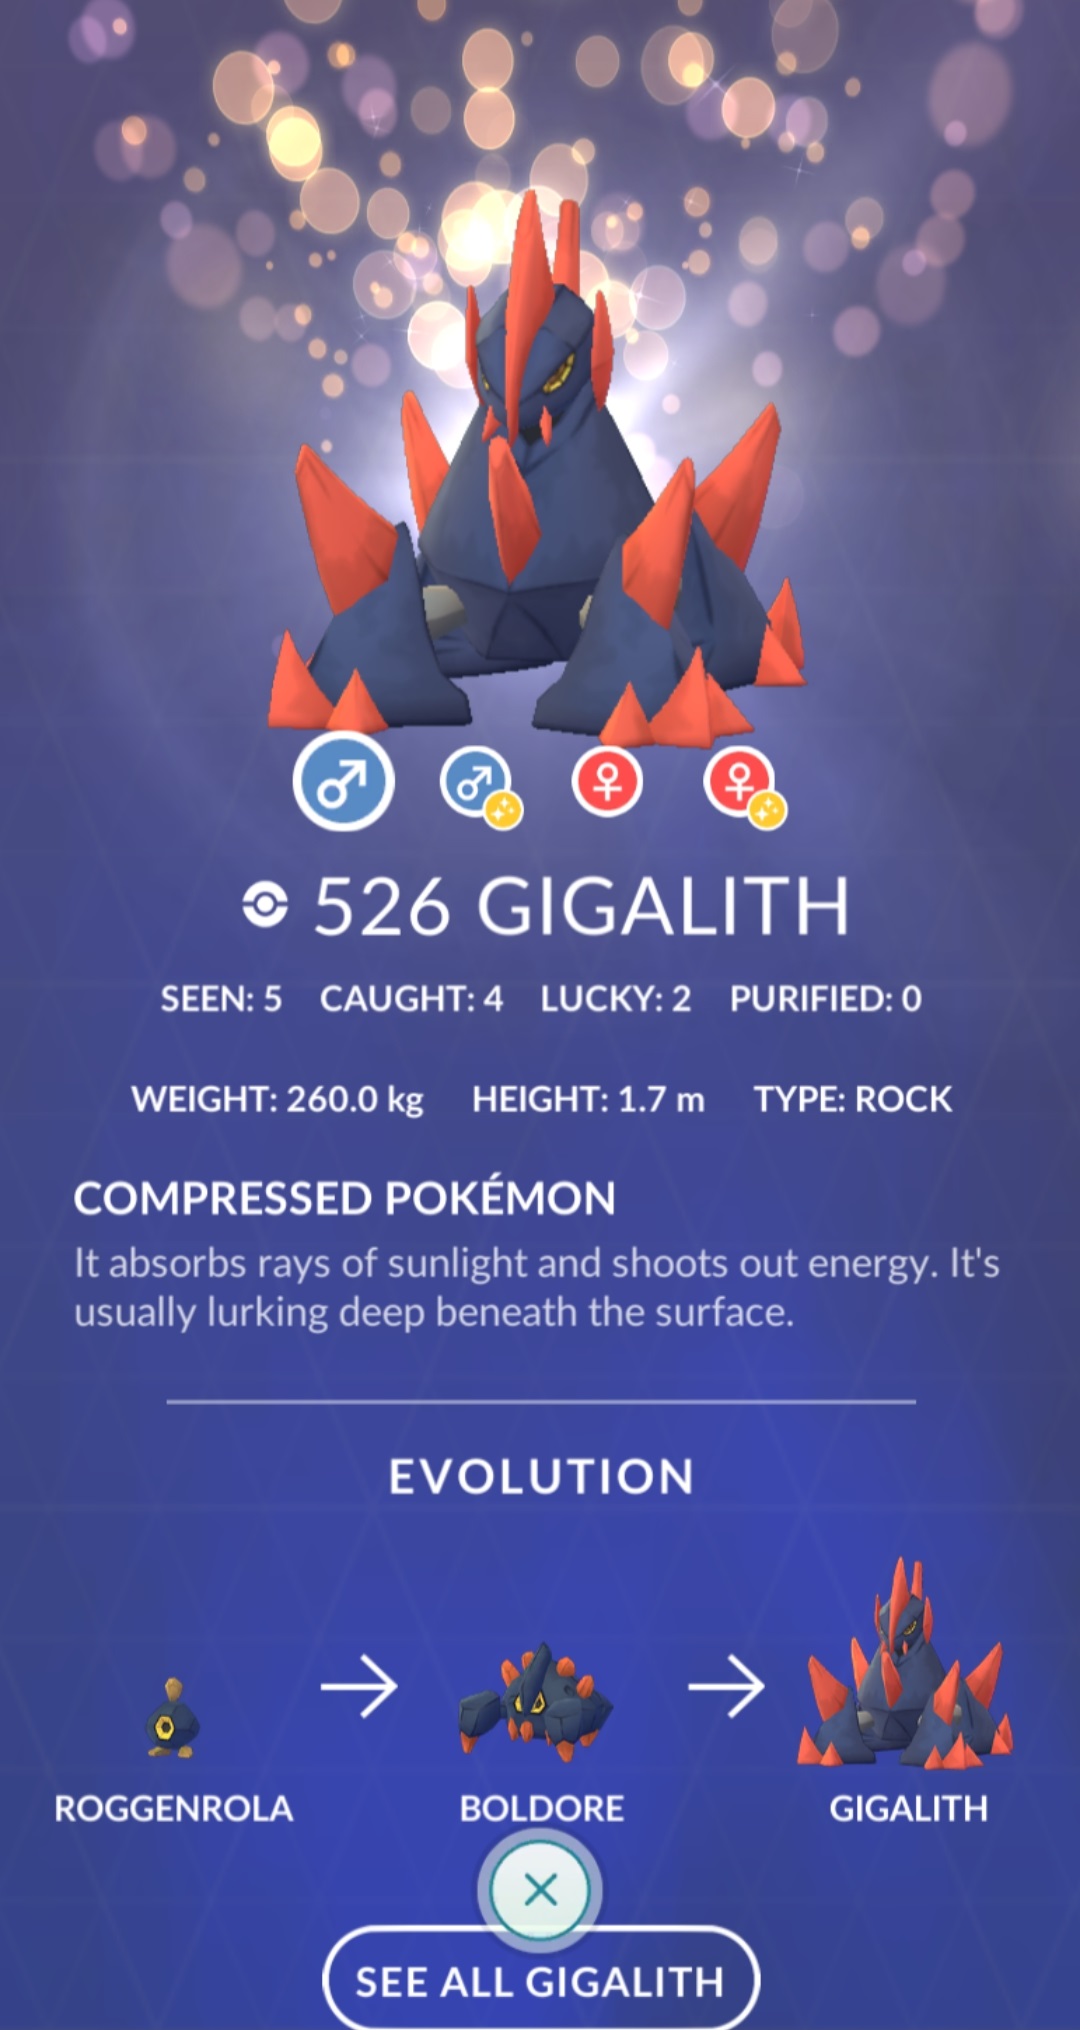 526 GIGALITH
SEEN: 5 CAUGHT: 4 LUCKY: 2 PURIFIED: 0
WEIGHT: 260.0 kg HEIGHT: 1.7 m TYPE: ROCK
COMPRESSED POKÉMON
It absorbs rays of sunlight and shoots out energy. It's
usually lurking deep beneath the surface.
EVOLUTION
ROGGENROLA BOLDORE GIGALITH
SEE ALL GIGALITH